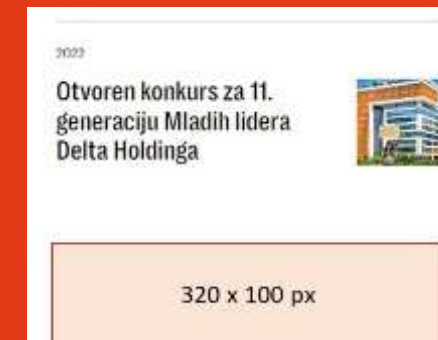 2022
Otvoren konkurs za 11.
generaciju Mladih lidera
Delta Holdinga
320 x 100 px